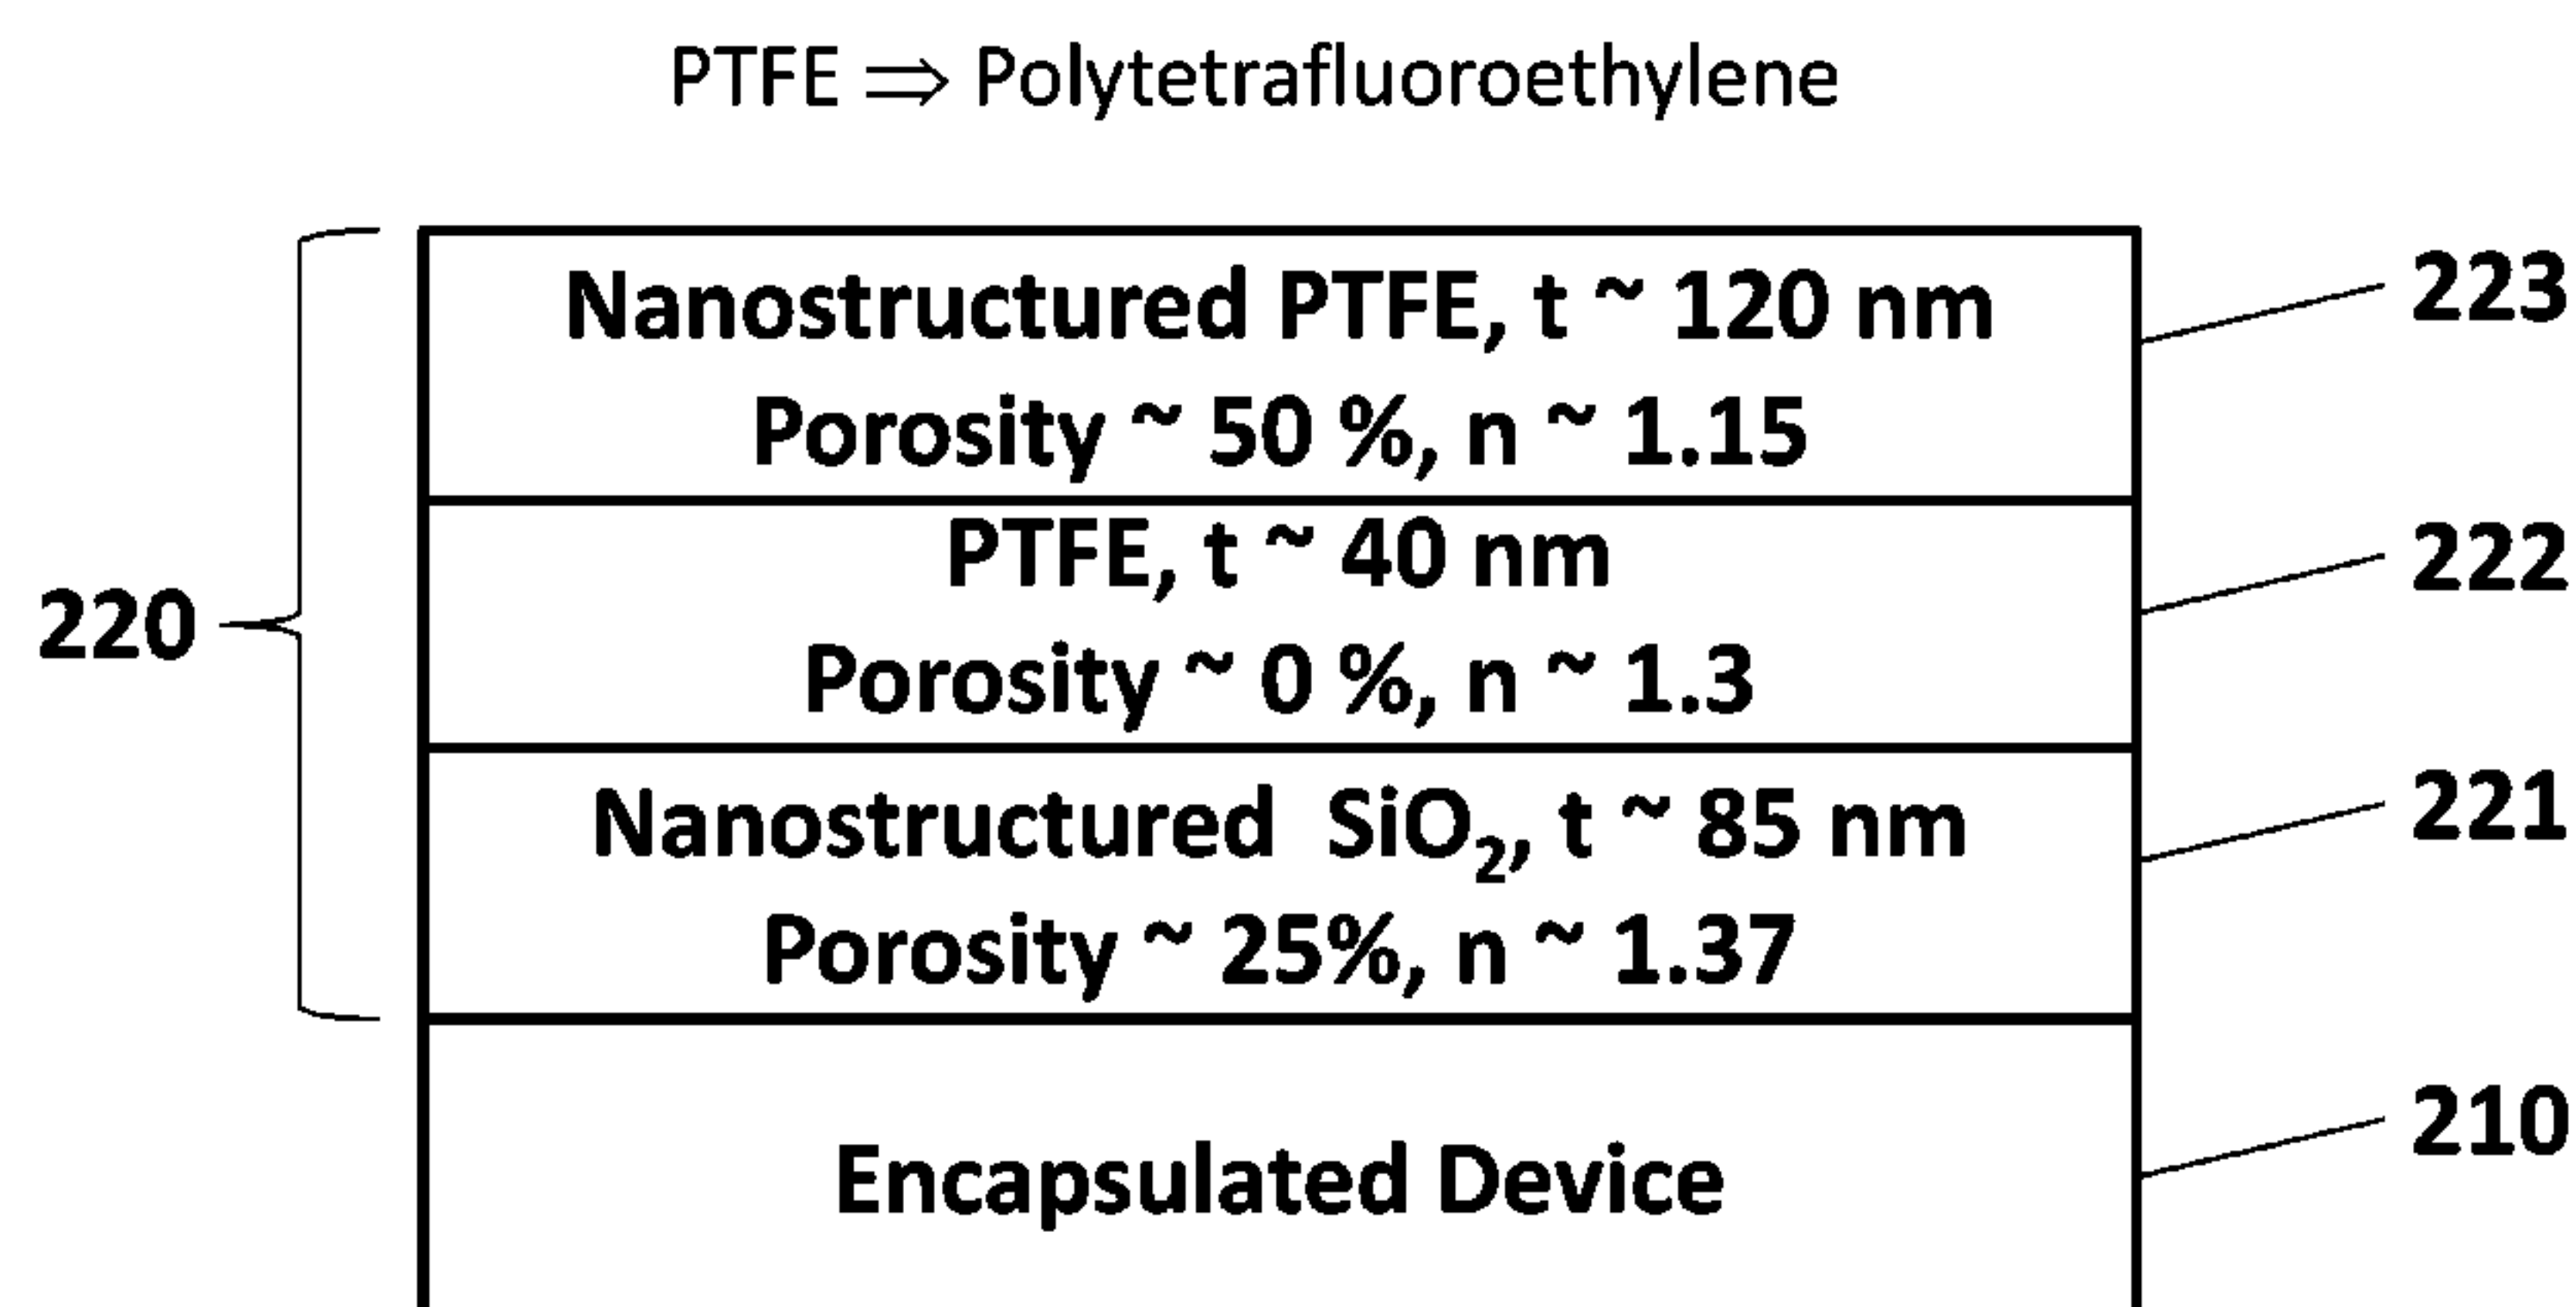 PTFE ⇒ Polytetrafluoroethylene
Nanostructured PTFE, t ~ 120 nm
Porosity ~ 50 %, n ~ 1.15
223
PTFE, t ~ 40 nm
Porosity ~ 0 %, n ~ 1.3
222
220
Nanostructured SiO₂, t ~ 85 nm
Porosity ~ 25%, n ~ 1.37
221
Encapsulated Device
210